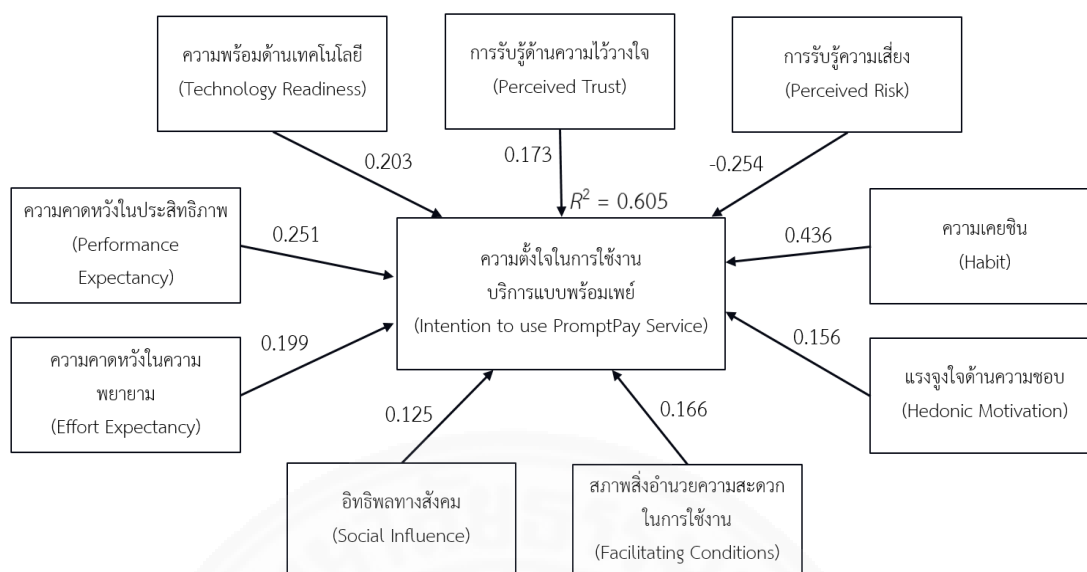 ความพร้อมด้านเทคโนโลยี
(Technology Readiness)
การรับรู้ด้านความไว้วางใจ
(Perceived Trust)
การรับรู้ความเสี่ยง
(Perceived Risk)
0.203
0.173
-0.254
R² = 0.605
ความคาดหวังในประสิทธิภาพ
(Performance
Expectancy)
0.251
ความตั้งใจในการใช้งาน
บริการแบบพร้อมเพย์
(Intention to use PromptPay Service)
0.436
ความเคยชิน
(Habit)
ความคาดหวังในความ
พยายาม
(Effort Expectancy)
0.199
0.156
แรงจูงใจด้านความชอบ
(Hedonic Motivation)
0.125
0.166
อิทธิพลทางสังคม
(Social Influence)
สภาพสิ่งอำนวยความสะดวก
ในการใช้งาน
(Facilitating Conditions)